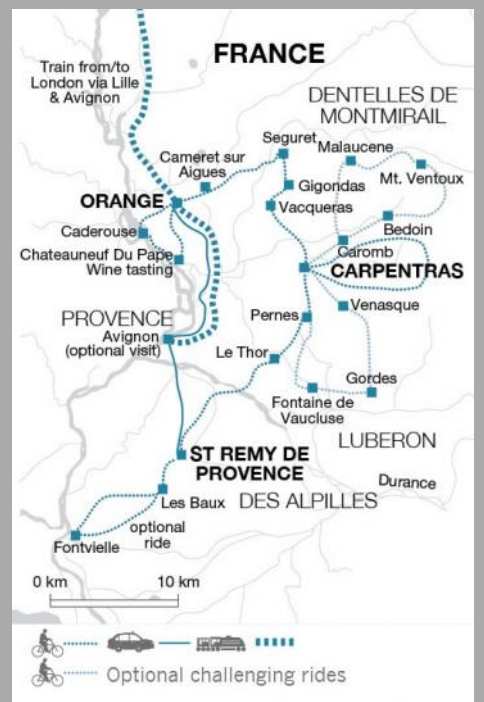 FRANCE
Train from/to
London via Lille
& Avignon
DENTELLES DE
MONTMIRAIL
Seguret
Malaucene
Cameret sur
Aigues
Mt. Ventoux
Gigondas
ORANGE
Vacqueras
Bedoin
Caderouse
Caromb
Chateauneuf Du Pape
Wine tasting
CARPENTRAS
Venasque
PROVENCE
Pernes
Avignon
(optional visit)
Le Thor
Gordes
Fontaine de
Vaucluse
LUBERON
ST REMY DE
PROVENCE
Durance
Les Baux
DES ALPILLES
optional
ride
Fontvielle
0 km
10 km
Optional challenging rides